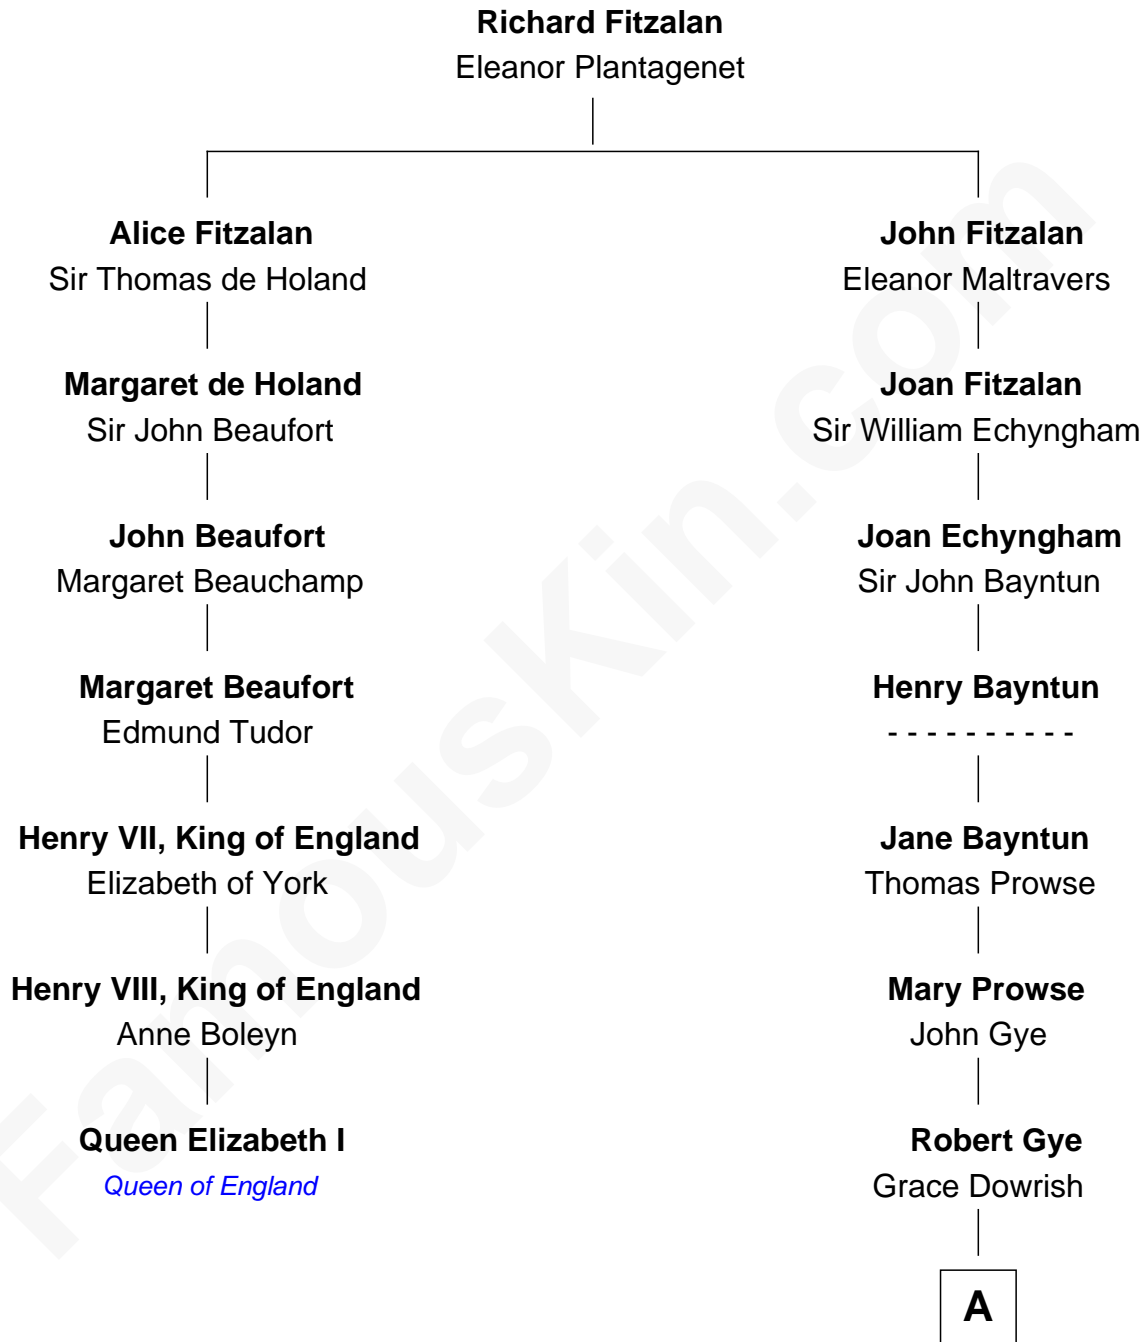 Richard Fitzalan
Eleanor Plantagenet
Alice Fitzalan
Sir Thomas de Holand
Margaret de Holand
Sir John Beaufort
John Beaufort
Margaret Beauchamp
Margaret Beaufort
Edmund Tudor
Henry VII, King of England
Elizabeth of York
Henry VIII, King of England
Anne Boleyn
Queen Elizabeth I
Queen of England
John Fitzalan
Eleanor Maltravers
Joan Fitzalan
Sir William Echyngham
Joan Echyngham
Sir John Bayntun
Henry Bayntun
- - - - - - - - - -
Jane Bayntun
Thomas Prowse
Mary Prowse
John Gye
Robert Gye
Grace Dowrish
A
FamousKin.com